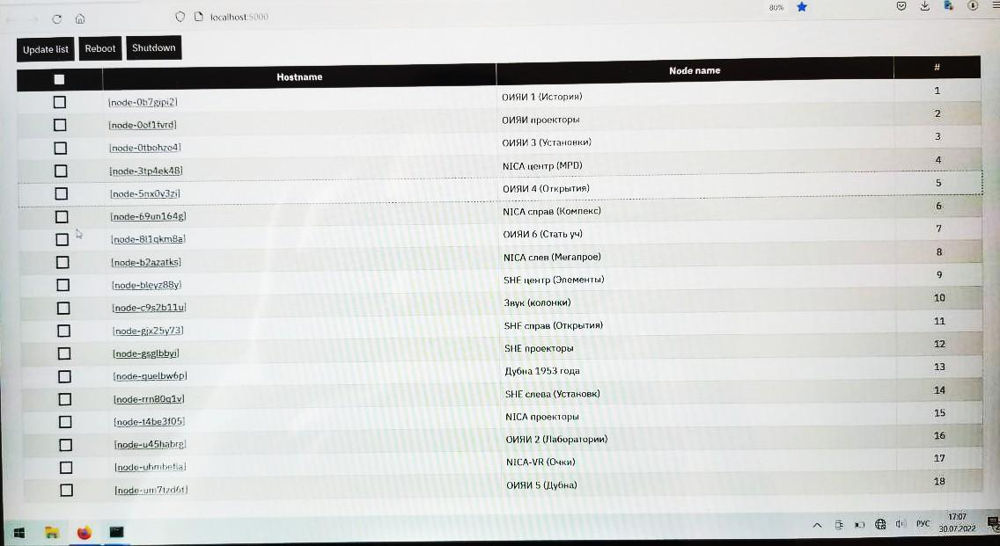 80%
localhost:5000
Update list Reboot Shutdown
Hostname Node name #
[node-0b7gipi2] ОИЯИ 1 (История) 1
[node-0of1fvrd] ОИЯИ проекторы 2
[node-0tbohzo4] ОИЯИ 3 (Установки) 3
[node-3tp4ek48] NICA центр (MPD) 4
[node-5nx0v3zi] ОИЯИ 4 (Открытия) 5
[node-69un164g] NICA справ (Компекс) 6
[node-8l1qkm8a] ОИЯИ 6 (Стать уч) 7
[node-b2azatks] NICA слев (Мегапрое) 8
[node-bleyz88y] SHE центр (Элементы) 9
[node-c9s2b11u] Звук (колонки) 10
[node-gjx25y73] SHE справ (Открытия) 11
[node-gsglbbyi] SHE проекторы 12
[node-quelbw6p] Дубна 1953 года 13
[node-rrn80q1v] SHE слева (Установк) 14
[node-t4be3f05] NICA проекторы 15
[node-u45habrg] ОИЯИ 2 (Лаборатории) 16
NICA-VR (Очки) 17
ОИЯИ 5 (Дубна) 18
РУС 17:07
30.07.2022